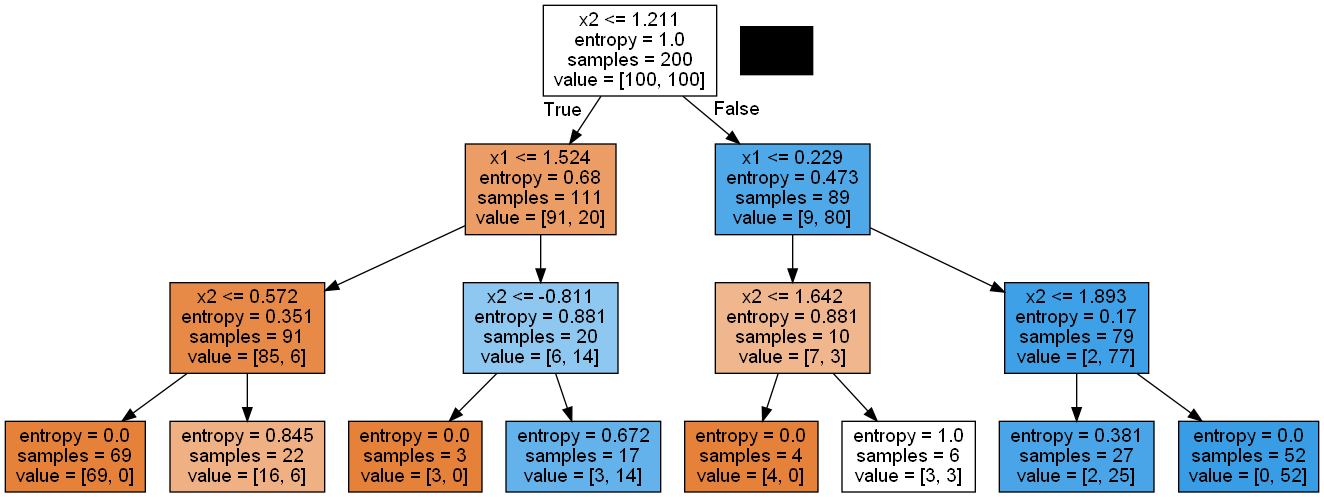 x2 <= 1.211
entropy = 1.0
samples = 200
value = [100, 100]
True
False
x1 <= 1.524
entropy = 0.68
samples = 111
value = [91, 20]
x1 <= 0.229
entropy = 0.473
samples = 89
value = [9, 80]
x2 <= 0.572
entropy = 0.351
samples = 91
value = [85, 6]
x2 <= -0.811
entropy = 0.881
samples = 20
value = [6, 14]
x2 <= 1.642
entropy = 0.881
samples = 10
value = [7, 3]
x2 <= 1.893
entropy = 0.17
samples = 79
value = [2, 77]
entropy = 0.0
samples = 69
value = [69, 0]
entropy = 0.845
samples = 22
value = [16, 6]
entropy = 0.0
samples = 3
value = [3, 0]
entropy = 0.672
samples = 17
value = [3, 14]
entropy = 0.0
samples = 4
value = [4, 0]
entropy = 1.0
samples = 6
value = [3, 3]
entropy = 0.381
samples = 27
value = [2, 25]
entropy = 0.0
samples = 52
value = [0, 52]